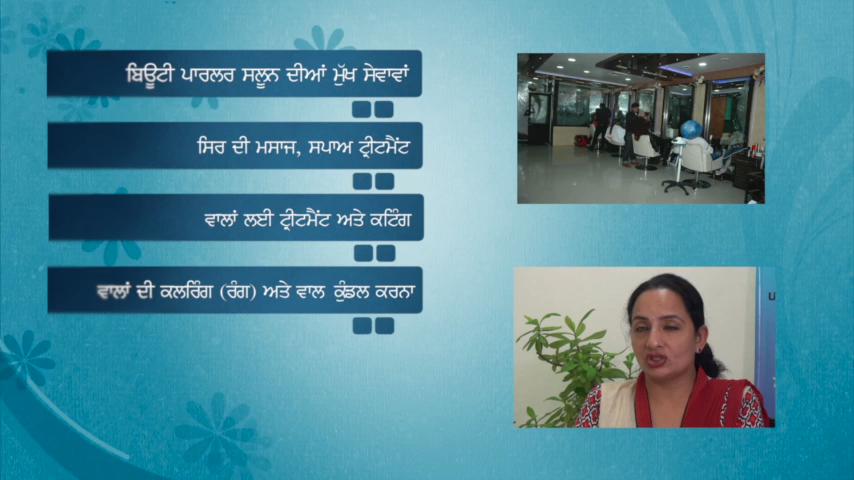 ਬਿਊਟੀ ਪਾਰਲਰ ਸਲੂਨ ਦੀਆਂ ਮੁੱਖ ਸੇਵਾਵਾਂ
ਸਿਰ ਦੀ ਮਸਾਜ, ਸਪਾਅ ਟ੍ਰੀਟਮੈਂਟ
ਵਾਲਾਂ ਲਈ ਟ੍ਰੀਟਮੈਂਟ ਅਤੇ ਕਟਿੰਗ
ਵਾਲਾਂ ਦੀ ਕਲਰਿੰਗ (ਰੰਗ) ਅਤੇ ਵਾਲ ਕੁੰਡਲ ਕਰਨਾ